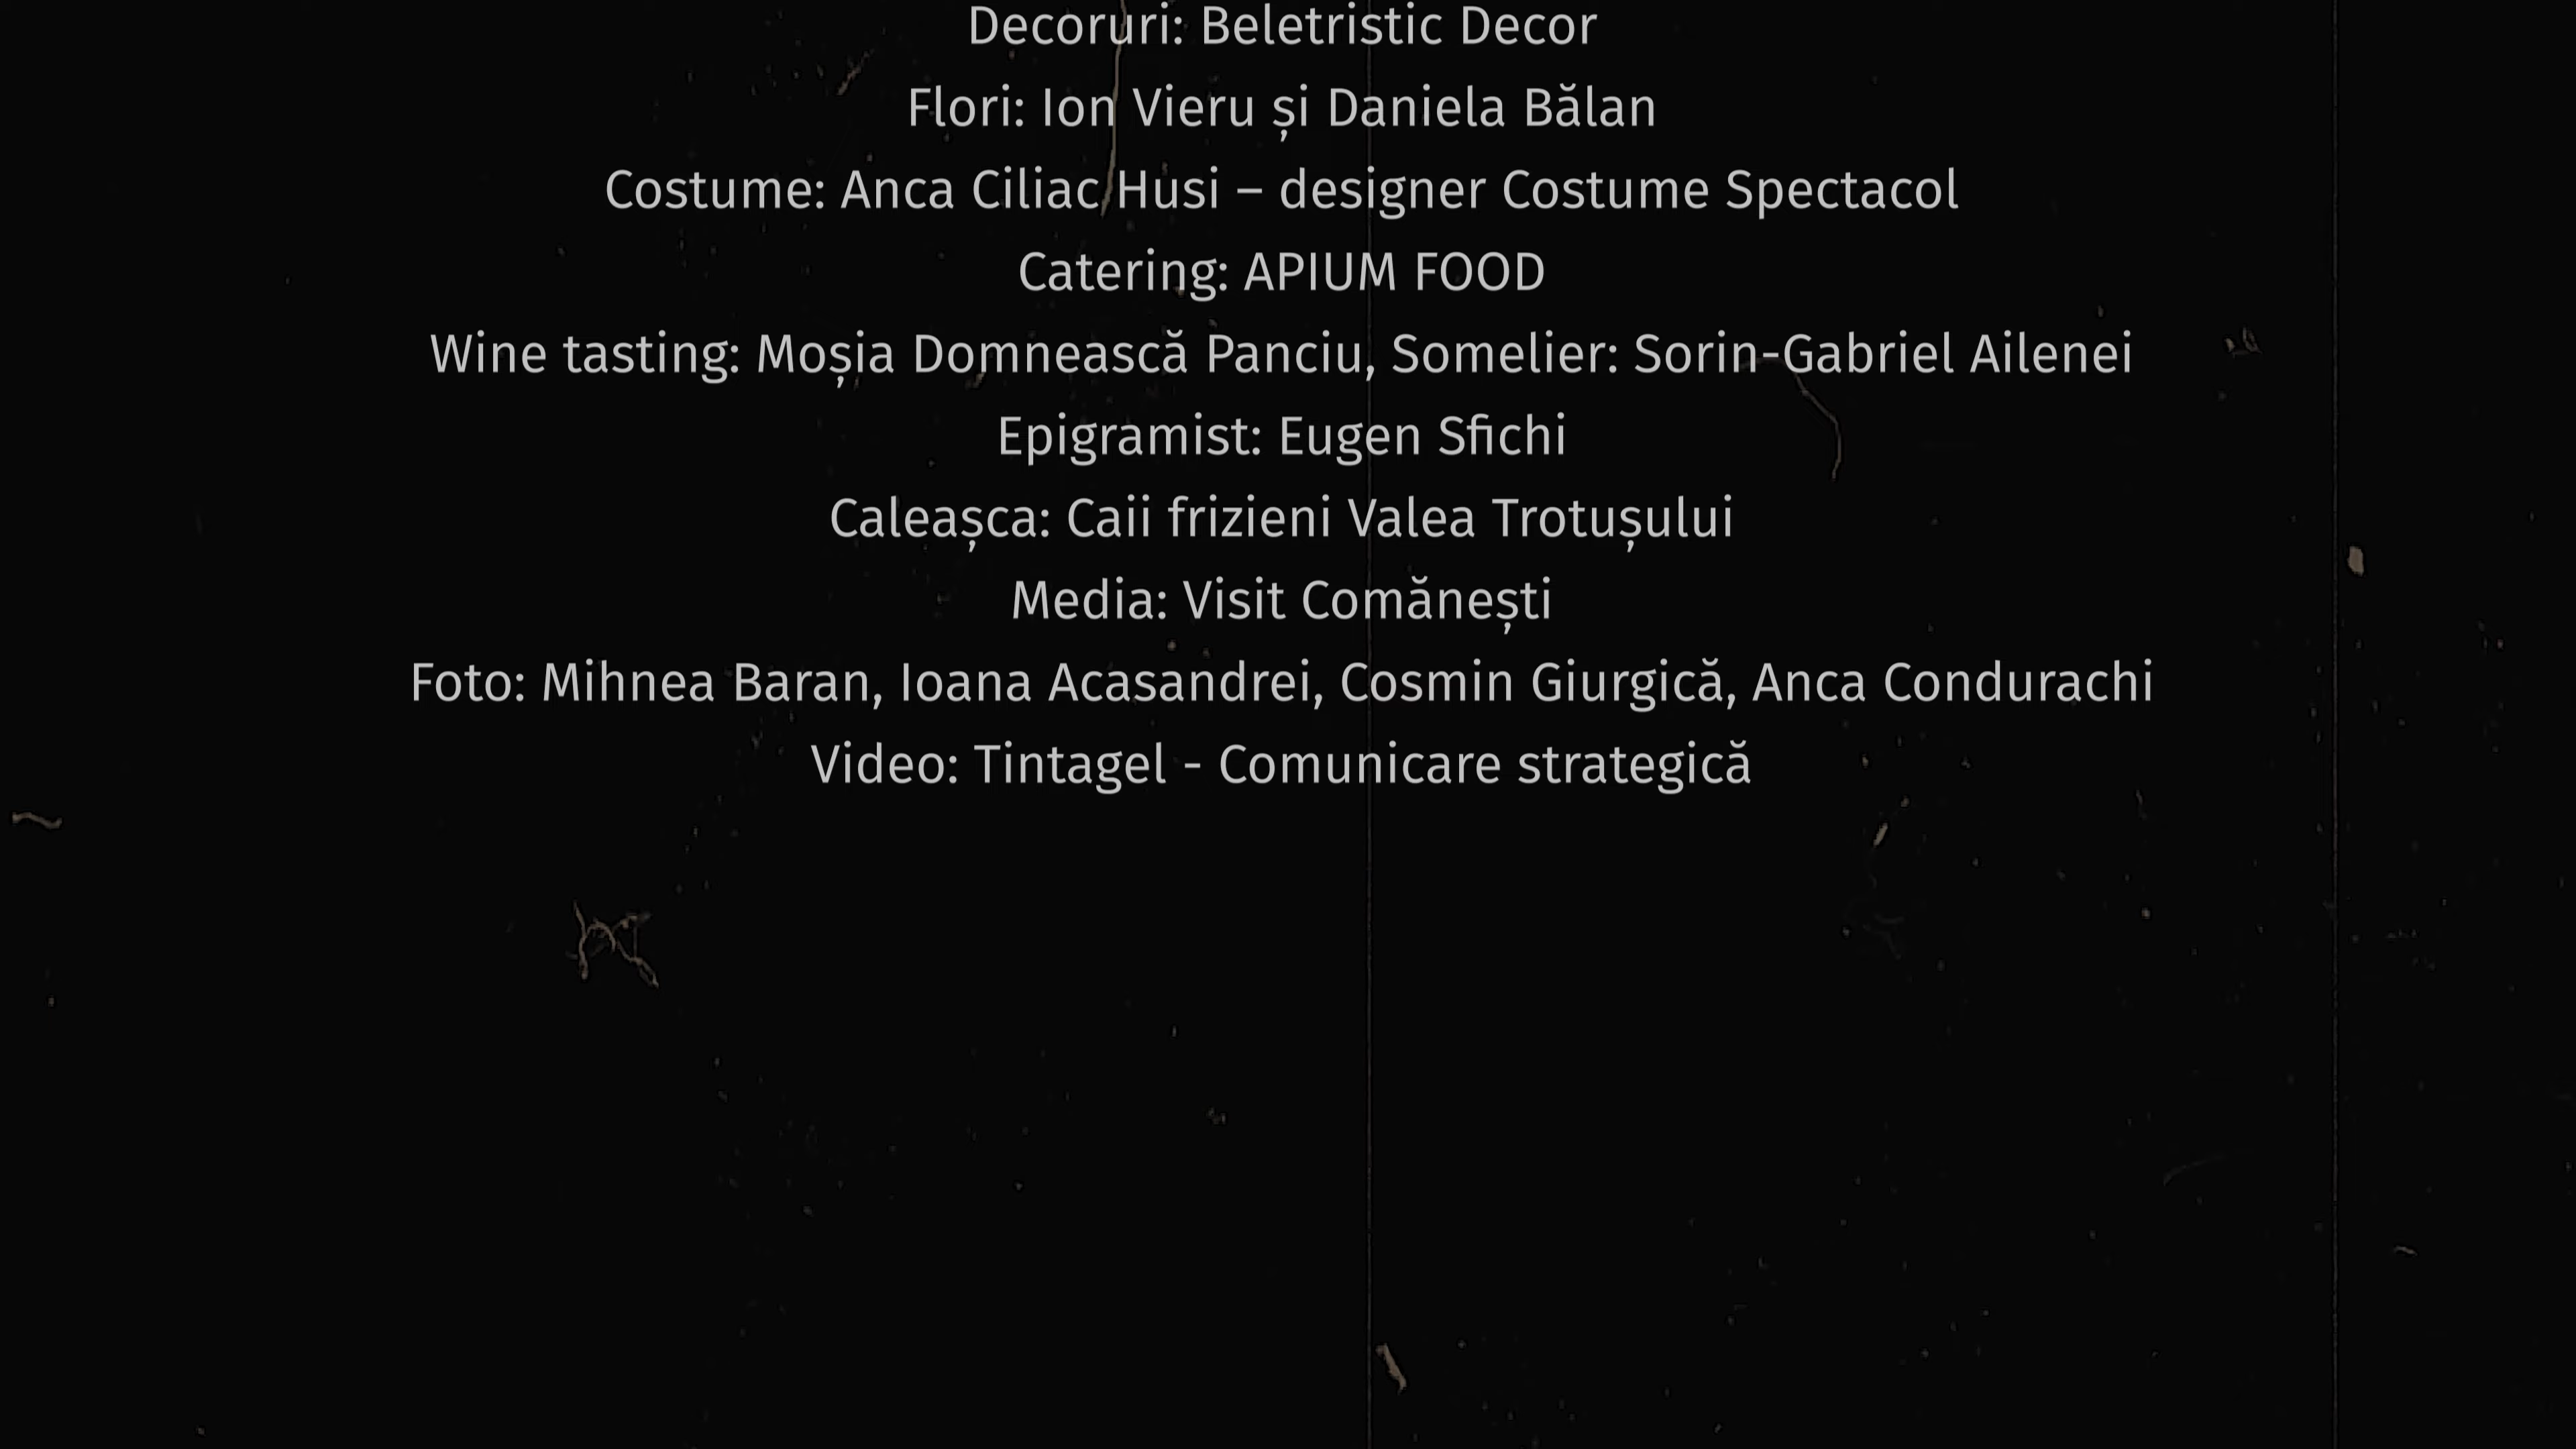 Decoruri: Beletristic Decor
Flori: Ion Vieru și Daniela Bălan
Costume: Anca Ciliac Husi – designer Costume Spectacol
Catering: APIUM FOOD
Wine tasting: Moșia Domnească Panciu, Somelier: Sorin-Gabriel Ailenei
Epigramist: Eugen Sfichi
Caleașca: Caii frizieni Valea Trotușului
Media: Visit Comănești
Foto: Mihnea Baran, Ioana Acasandrei, Cosmin Giurgică, Anca Condurachi
Video: Tintagel - Comunicare strategică